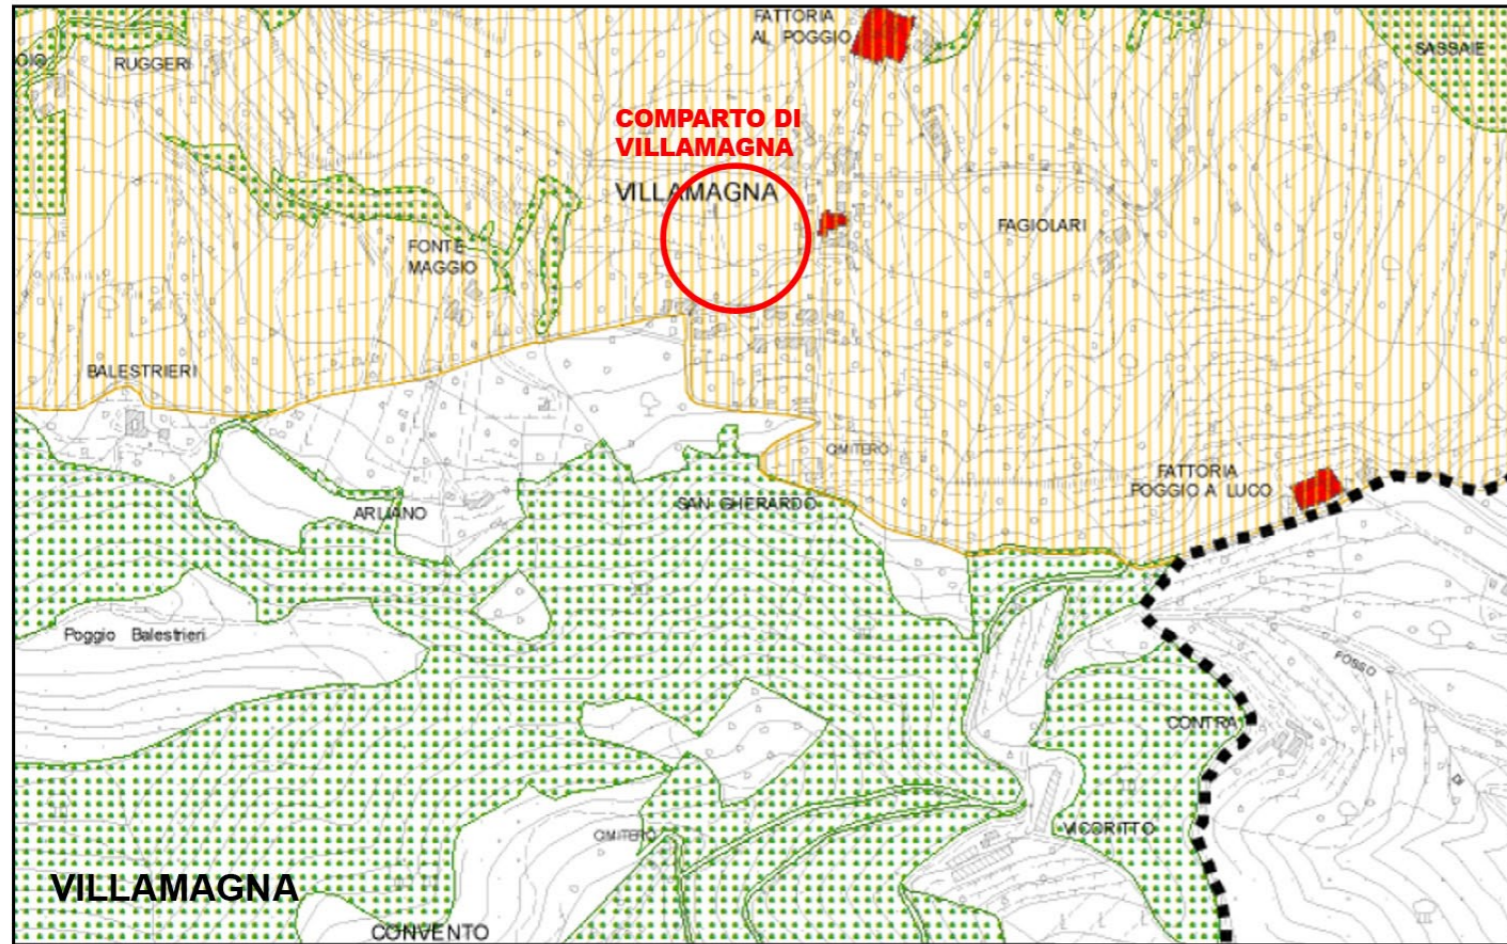 FATTORIA
AL POGGIO
SASSAIE
RUGGERI
COMPARTO DI
VILLAMAGNA
VILLAMAGNA
FAGIOLARI
FONTE
MAGGIO
BALESTRIERI
CIMITERO
FATTORIA
POGGIO A LUCO
SAN GHERARDO
ARLIANO
Poggio Balestrieri
FOSSO
CONTRA
DI
VICORITTO
CIMITERO
VILLAMAGNA
CONVENTO